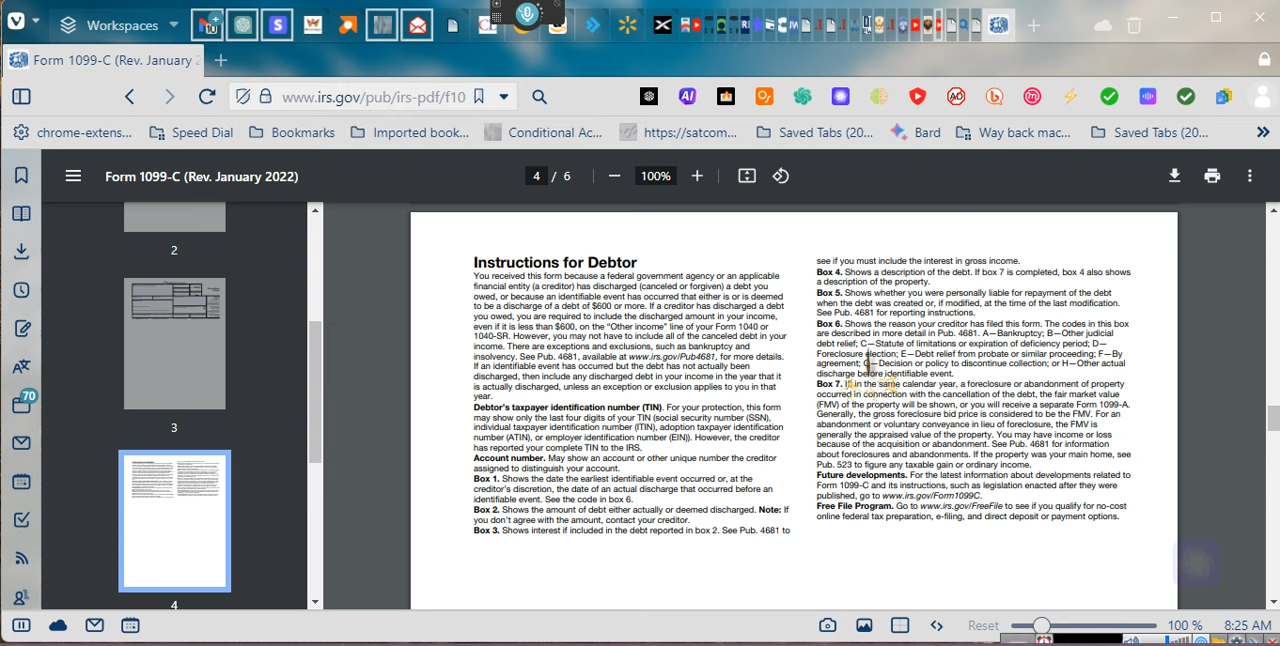 Workspaces
Form 1099-C (Rev. January 2
www.irs.gov/pub/irs-pdf/f10
chrome-exten...
Speed Dial
Bookmarks
Imported book...
Conditional Ac...
https://satcom...
Saved Tabs (20...
Bard
Way back mac...
Saved Tabs (20...
Form 1099-C (Rev. January 2022)
4 / 6
100%
2
3
4
70
Instructions for Debtor
You received this form because a federal government agency or an applicable
financial entity (a creditor) has discharged (canceled or forgiven) a debt you
owed, or because an identifiable event has occurred that either is or is deemed
to be a discharge of a debt of $600 or more. If a creditor has discharged a debt
you owed, you are required to include the discharged amount in your income,
even if it is less than $600, on the “Other income” line of your Form 1040 or
1040-SR. However, you may not have to include all of the canceled debt in your
income. There are exceptions and exclusions, such as bankruptcy and
insolvency. See Pub. 4681, available at www.irs.gov/Pub4681, for more details.
If an identifiable event has occurred but the debt has not actually been
discharged, then include any discharged debt in your income in the year that it
is actually discharged, unless an exception or exclusion applies to you in that
year.
Debtor’s taxpayer identification number (TIN). For your protection, this form
may show only the last four digits of your TIN (social security number (SSN),
individual taxpayer identification number (ITIN), adoption taxpayer identification
number (ATIN), or employer identification number (EIN)). However, the creditor
has reported your complete TIN to the IRS.
Account number. May show an account or other unique number the creditor
assigned to distinguish your account.
Box 1. Shows the date the earliest identifiable event occurred or, at the
creditor’s discretion, the date of an actual discharge that occurred before an
identifiable event. See the code in box 6.
Box 2. Shows the amount of debt either actually or deemed discharged. Note: If
you don’t agree with the amount, contact your creditor.
Box 3. Shows interest if included in the debt reported in box 2. See Pub. 4681 to
see if you must include the interest in gross income.
Box 4. Shows a description of the debt. If box 7 is completed, box 4 also shows
a description of the property.
Box 5. Shows whether you were personally liable for repayment of the debt
when the debt was created or, if modified, at the time of the last modification.
See Pub. 4681 for reporting instructions.
Box 6. Shows the reason your creditor has filed this form. The codes in this box
are described in more detail in Pub. 4681. A—Bankruptcy; B—Other judicial
debt relief; C—Statute of limitations or expiration of deficiency period; D—
Foreclosure election; E—Debt relief from probate or similar proceeding; F—By
agreement; G—Decision or policy to discontinue collection; or H—Other actual
discharge before identifiable event.
Box 7. If, in the same calendar year, a foreclosure or abandonment of property
occurred in connection with the cancellation of the debt, the fair market value
(FMV) of the property will be shown, or you will receive a separate Form 1099-A.
Generally, the gross foreclosure bid price is considered to be the FMV. For an
abandonment or voluntary conveyance in lieu of foreclosure, the FMV is
generally the appraised value of the property. You may have income or loss
because of the acquisition or abandonment. See Pub. 4681 for information
about foreclosures and abandonments. If the property was your main home, see
Pub. 523 to figure any taxable gain or ordinary income.
Future developments. For the latest information about developments related to
Form 1099-C and its instructions, such as legislation enacted after they were
published, go to www.irs.gov/Form1099C.
Free File Program. Go to www.irs.gov/FreeFile to see if you qualify for no-cost
online federal tax preparation, e-filing, and direct deposit or payment options.
Reset
100 %
8:25 AM